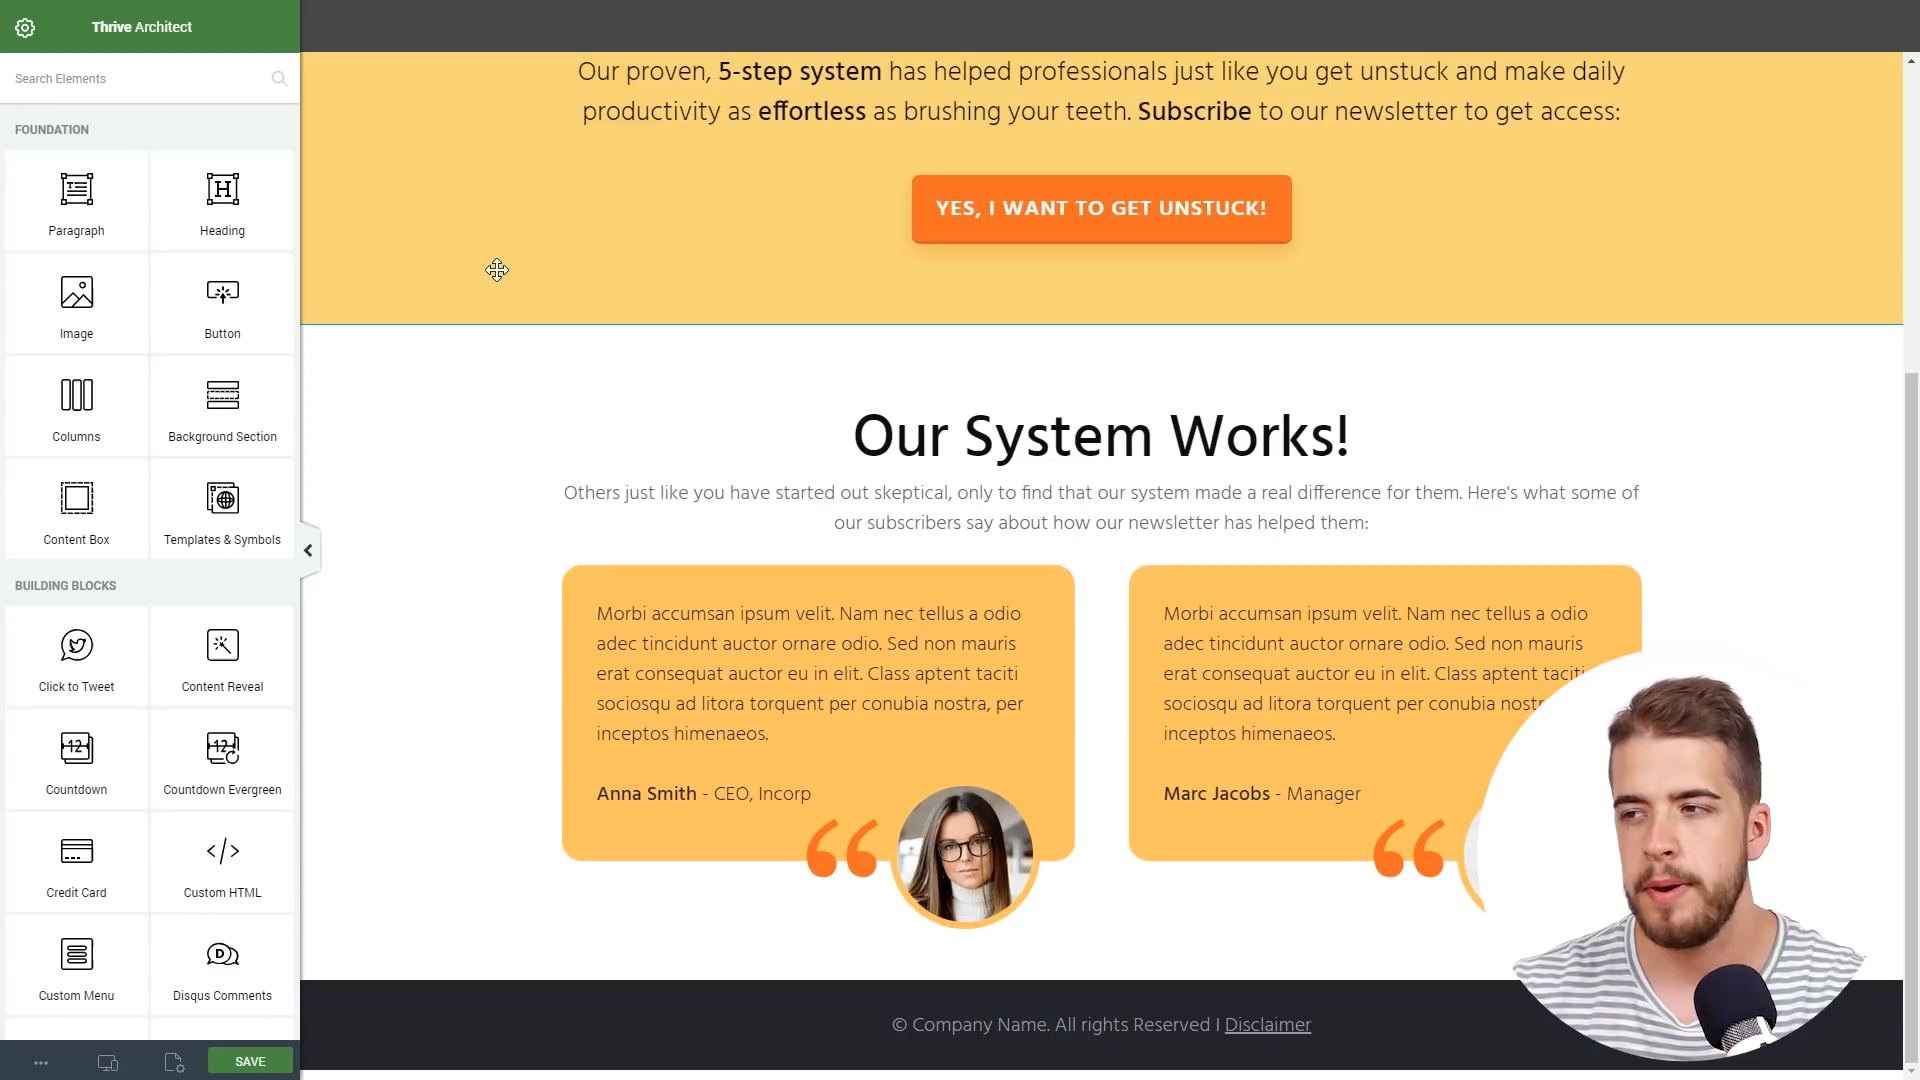 Thrive Architect
Search Elements
FOUNDATION
Paragraph
Heading
Image
Button
Columns
Background Section
Content Box
Templates & Symbols
BUILDING BLOCKS
Click to Tweet
Content Reveal
12
12
Countdown
Countdown Evergreen
Credit Card
Custom HTML
Custom Menu
Disqus Comments
SAVE
Our proven, 5-step system has helped professionals just like you get unstuck and make daily
productivity as effortless as brushing your teeth. Subscribe to our newsletter to get access:
YES, I WANT TO GET UNSTUCK!
Our System Works!
Others just like you have started out skeptical, only to find that our system made a real difference for them. Here's what some of
our subscribers say about how our newsletter has helped them:
Morbi accumsan ipsum velit. Nam nec tellus a odio
adec tincidunt auctor ornare odio. Sed non mauris
erat consequat auctor eu in elit. Class aptent taciti
sociosqu ad litora torquent per conubia nostra, per
inceptos himenaeos.
Anna Smith - CEO, Incorp
Morbi accumsan ipsum velit. Nam nec tellus a odio
adec tincidunt auctor ornare odio. Sed non mauris
erat consequat auctor eu in elit. Class aptent taciti
sociosqu ad litora torquent per conubia
inceptos himenaeos.
Marc Jacobs - Manager
© Company Name. All rights Reserved I Disclaimer